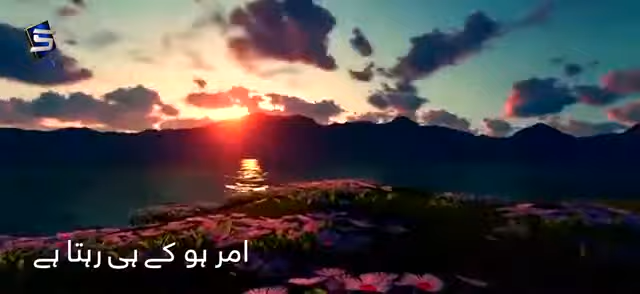 امر ہو کے ہی رہتا ہے